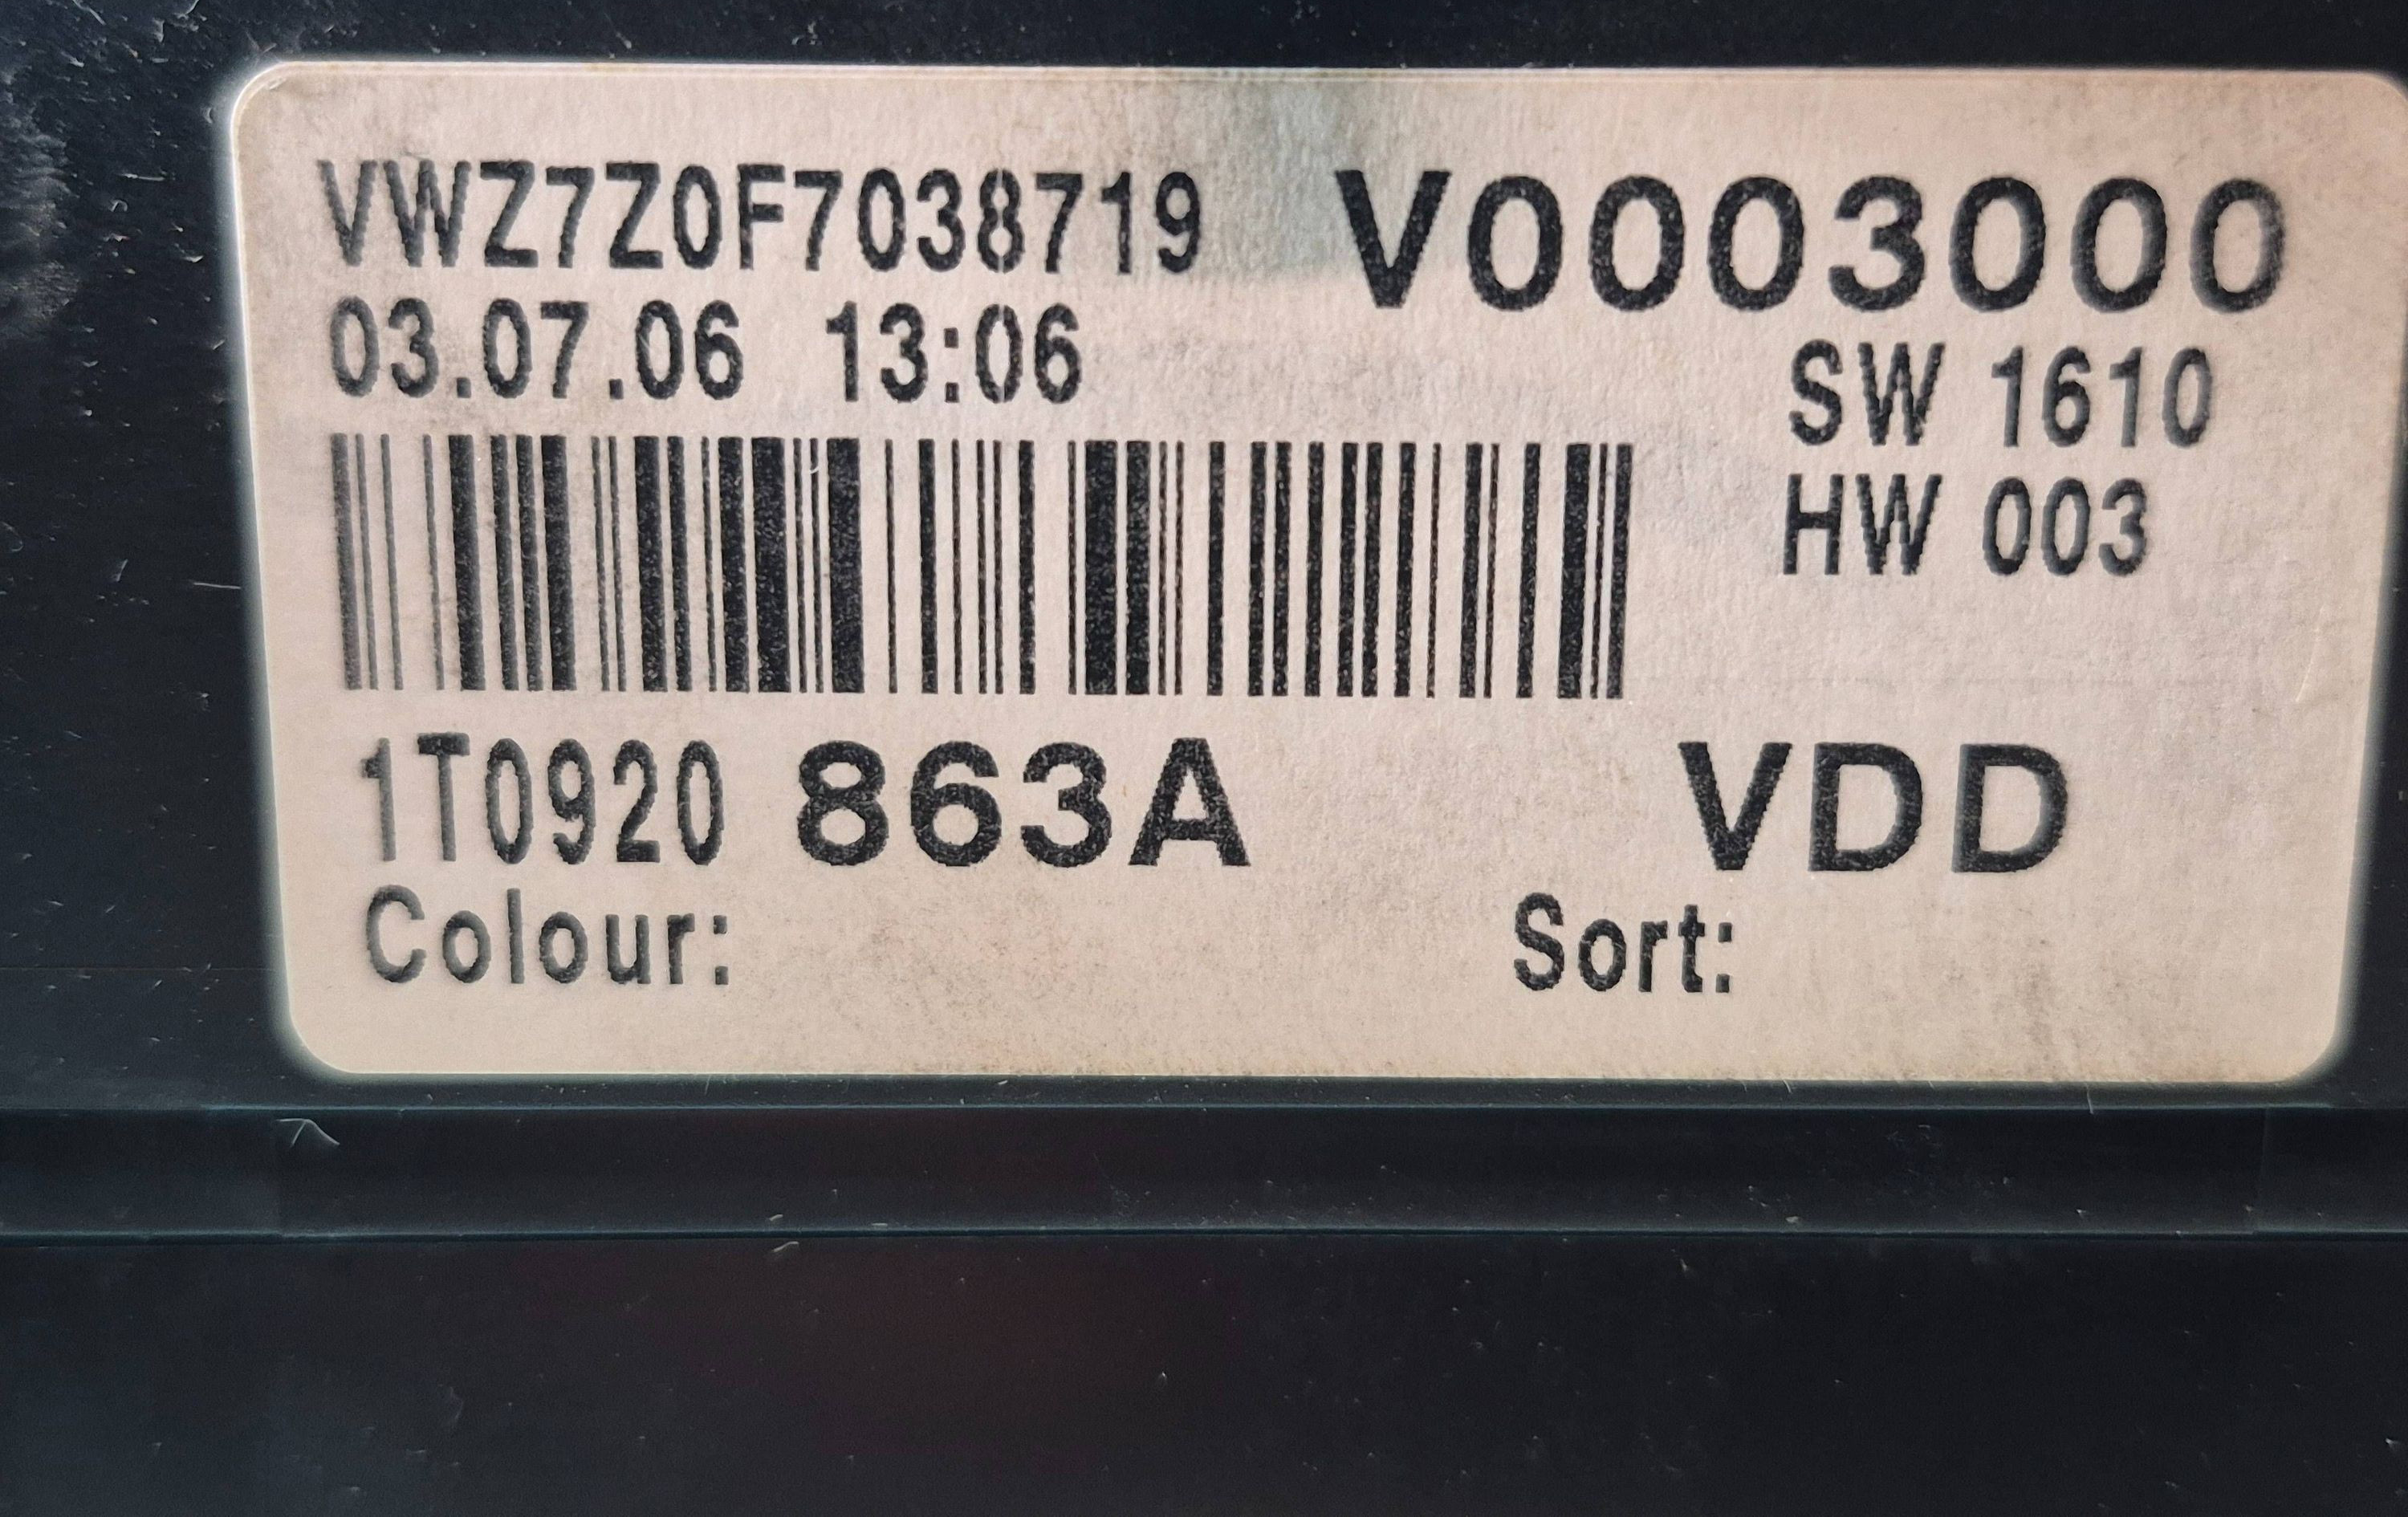 VWZ7Z0F7038719 V0003000
03.07.06 13:06
SW 1610
HW 003
1T0920 863A VDD
Colour: Sort: